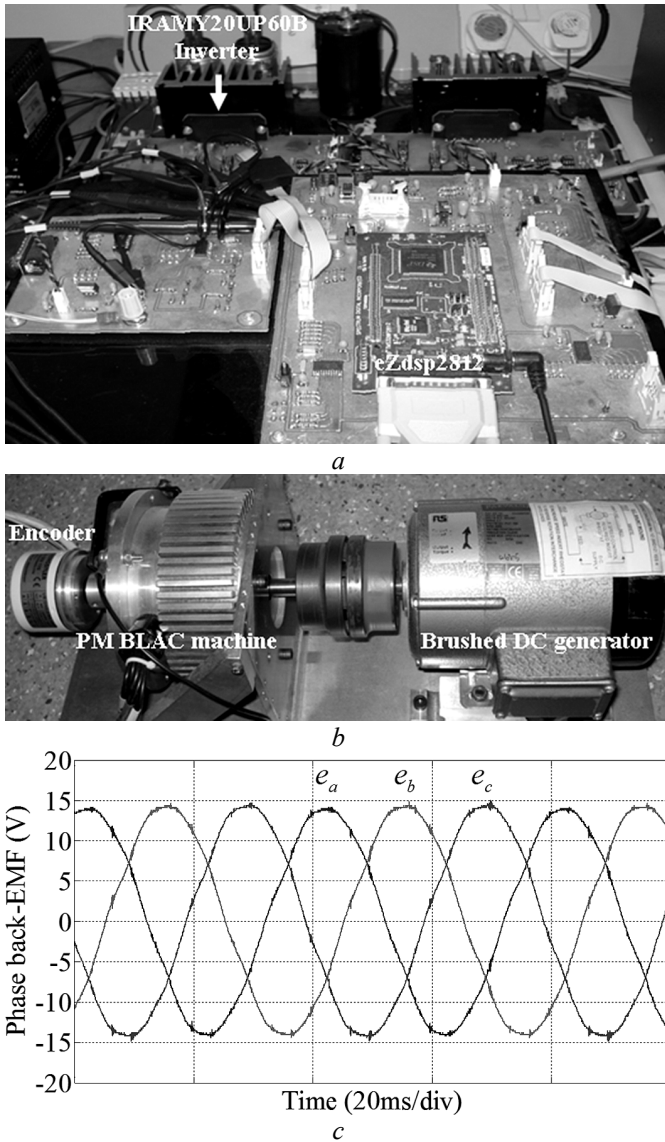 IRAMY20UP60B
Inverter
eZdsp2812
a
Encoder
PM BLAC machine
Brushed DC generator
RS
b
20
15
10
5
0
-5
-10
-15
-20
Phase back-EMF (V)
e_a e_b e_c
Time (20ms/div)
c